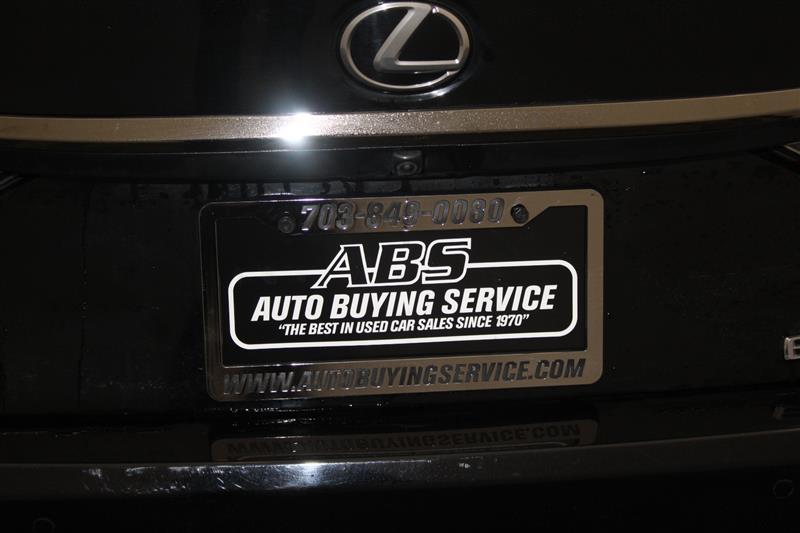 703-849-0080
ABS
AUTO BUYING SERVICE
"THE BEST IN USED CAR SALES SINCE 1970"
WWW.AUTOBUYINGSERVICE.COM